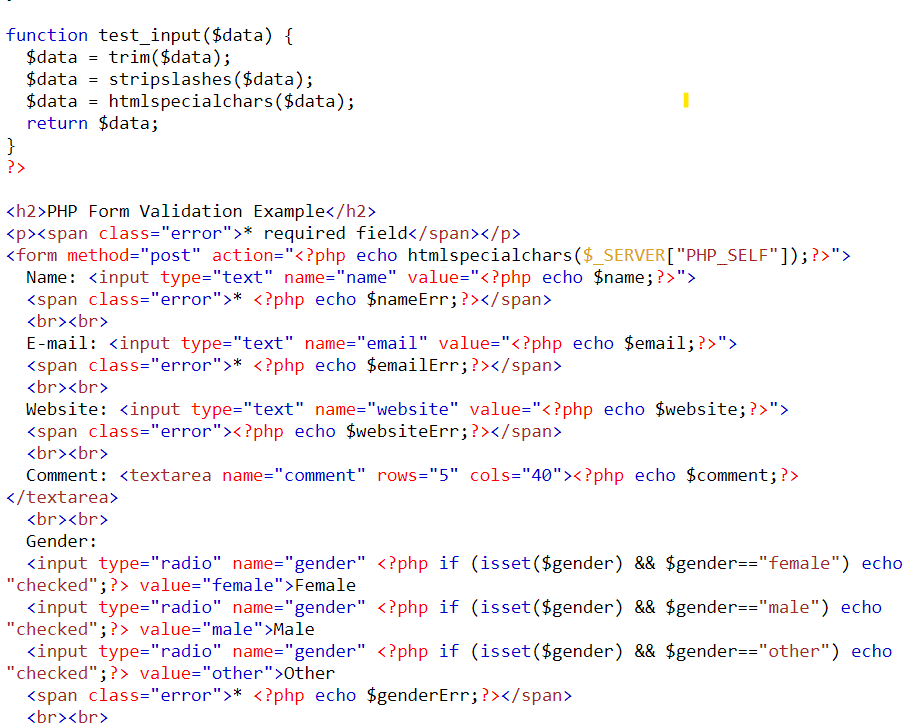 function test_input($data) {
$data = trim($data);
$data = stripslashes($data);
$data = htmlspecialchars($data);
return $data;
}
?>
<h2>PHP Form Validation Example</h2>
<p><span class="error">* required field</span></p>
<form method="post" action="<?php echo htmlspecialchars($_SERVER["PHP_SELF"]);?>">
Name: <input type="text" name="name" value="<?php echo $name;?>">
<span class="error">* <?php echo $nameErr;?></span>
<br><br>
E-mail: <input type="text" name="email" value="<?php echo $email;?>">
<span class="error">* <?php echo $emailErr;?></span>
<br><br>
Website: <input type="text" name="website" value="<?php echo $website;?>">
<span class="error"><?php echo $websiteErr;?></span>
<br><br>
Comment: <textarea name="comment" rows="5" cols="40"><?php echo $comment;?>
</textarea>
<br><br>
Gender:
<input type="radio" name="gender" <?php if (isset($gender) && $gender=="female") echo
"checked";?> value="female">Female
<input type="radio" name="gender" <?php if (isset($gender) && $gender=="male") echo
"checked";?> value="male">Male
<input type="radio" name="gender" <?php if (isset($gender) && $gender=="other") echo
"checked";?> value="other">Other
<span class="error">* <?php echo $genderErr;?></span>
<br><br>